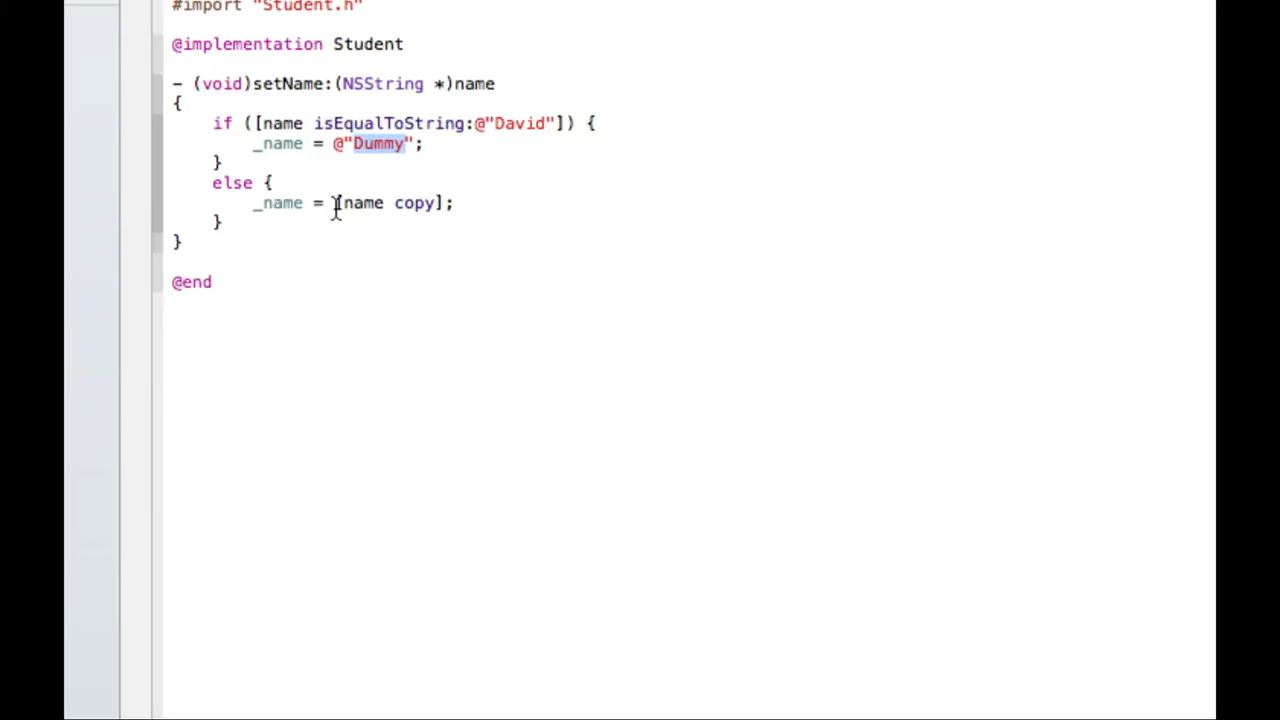 #import "Student.h"
@implementation Student
- (void)setName:(NSString *)name
{
if ([name isEqualToString:@"David"]) {
_name = @"Dummy";
}
else {
_name = [name copy];
}
}
@end